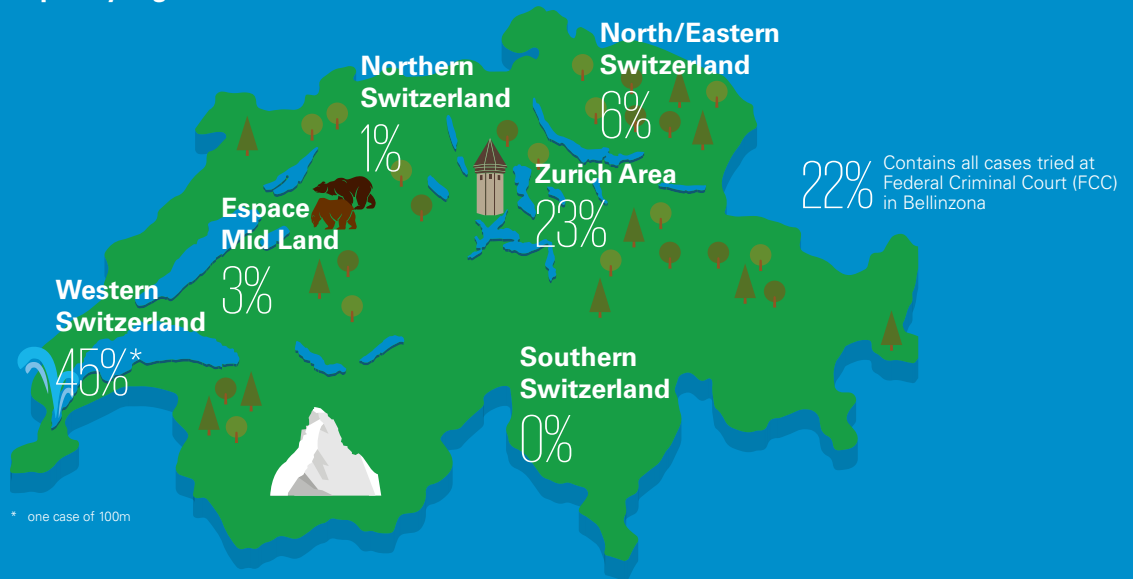 North/Eastern
Switzerland
6%
Northern
Switzerland
1%
Zurich Area
23%
22%
Contains all cases tried at
Federal Criminal Court (FCC)
in Bellinzona
Espace
Mid Land
3%
Western
Switzerland
45%*
Southern
Switzerland
0%
* one case of 100m